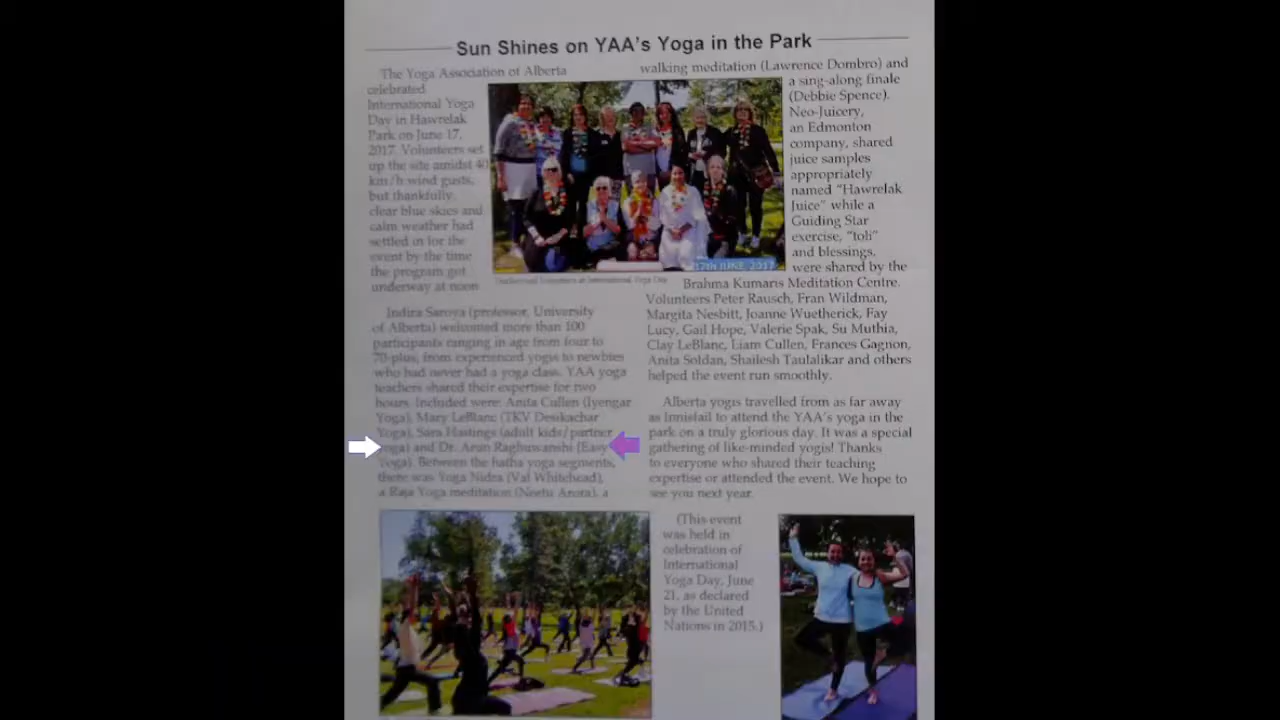 Sun Shines on YAA's Yoga in the Park
The Yoga Association of Alberta
celebrated
International Yoga
Day in Hawrelak
Park on June 17,
2017. Volunteers set
up the site amidst 40
km/h wind gusts,
but thankfully,
clear blue skies and
calm weather had
settled in for the
event by the time
the program got
underway at noon
17TH JUNE, 2017
Volunteers at International Yoga Day
Indira Saroya (professor, University
of Alberta) welcomed more than 100
participants ranging in age from four to
70-plus, from experienced yogis to newbies
who had never had a yoga class. YAA yoga
teachers shared their expertise for two
hours. Included were: Anita Cullen (Iyengar
Yoga), Mary LeBlanc (TKV Desikachar
Yoga), Sara Hastings (adult kids/partner
yoga) and Dr. Arun Raghuwanshi (Easy
Yoga). Between the hatha yoga segments,
there was Yoga Nidra (Val Whitehead),
a Raja Yoga meditation (Neetu Arora), a
walking meditation (Lawrence Dombro) and
a sing-along finale
(Debbie Spence).
Neo-Juicery,
an Edmonton
company, shared
juice samples
appropriately
named "Hawrelak
Juice" while a
Guiding Star
exercise, "toli"
and blessings,
were shared by the
Brahma Kumaris Meditation Centre.
Volunteers Peter Rausch, Fran Wildman,
Margita Nesbitt, Joanne Wuetherick, Fay
Lucy, Gail Hope, Valerie Spak, Su Muthia,
Clay LeBlanc, Liam Cullen, Frances Gagnon,
Anita Soldan, Shailesh Taulalikar and others
helped the event run smoothly.
Alberta yogis travelled from as far away
as Innisfail to attend the YAA's yoga in the
park on a truly glorious day. It was a special
gathering of like-minded yogis! Thanks
to everyone who shared their teaching
expertise or attended the event. We hope to
see you next year.
(This event
was held in
celebration of
International
Yoga Day, June
21, as declared
by the United
Nations in 2015.)